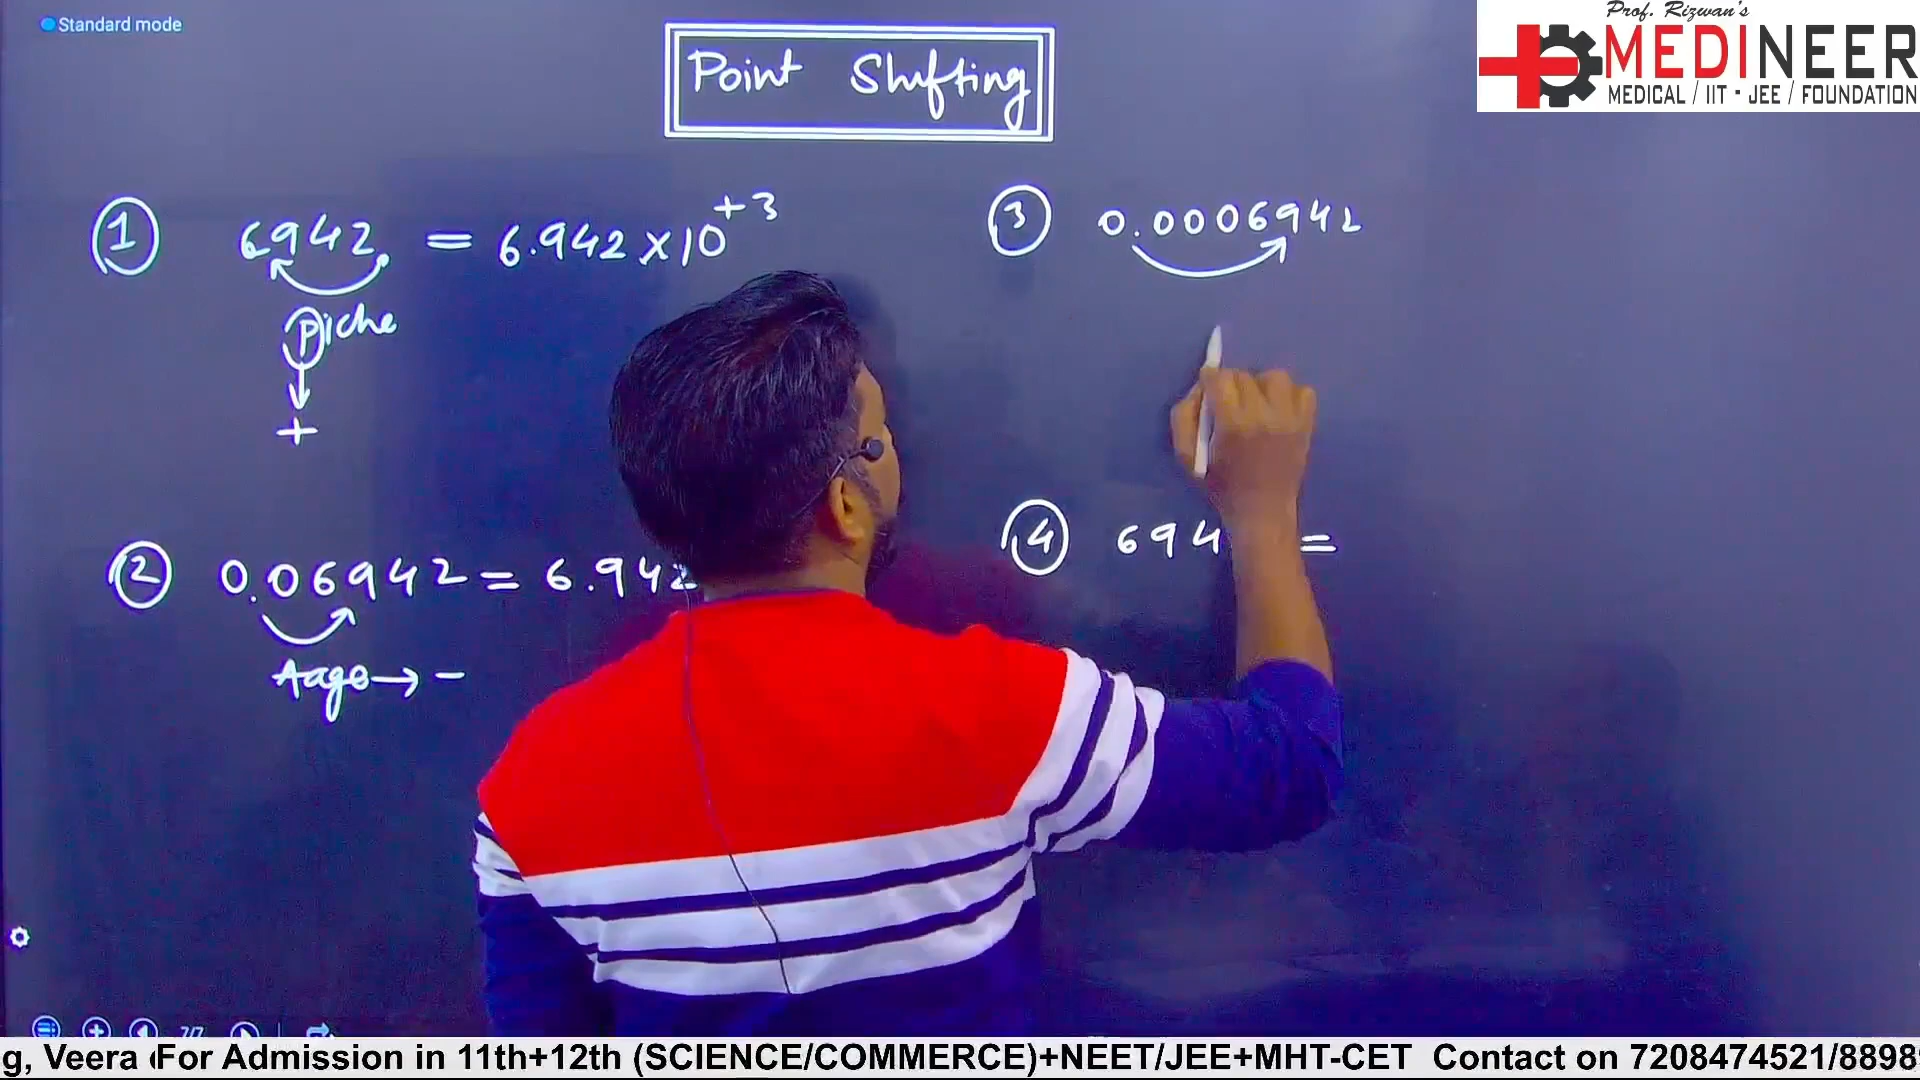 Standard mode
Point Shifting
Prof. Rizwan's
MEDINEER
MEDICAL / IIT - JEE / FOUNDATION
1 6942 = 6.942 × 10^+3
Piche
+
2 0.06942 = 6.942
Aage → -
3 0.0006942
4 694 =
7/7
g, Veera For Admission in 11th+12th (SCIENCE/COMMERCE)+NEET/JEE+MHT-CET Contact on 7208474521/8898